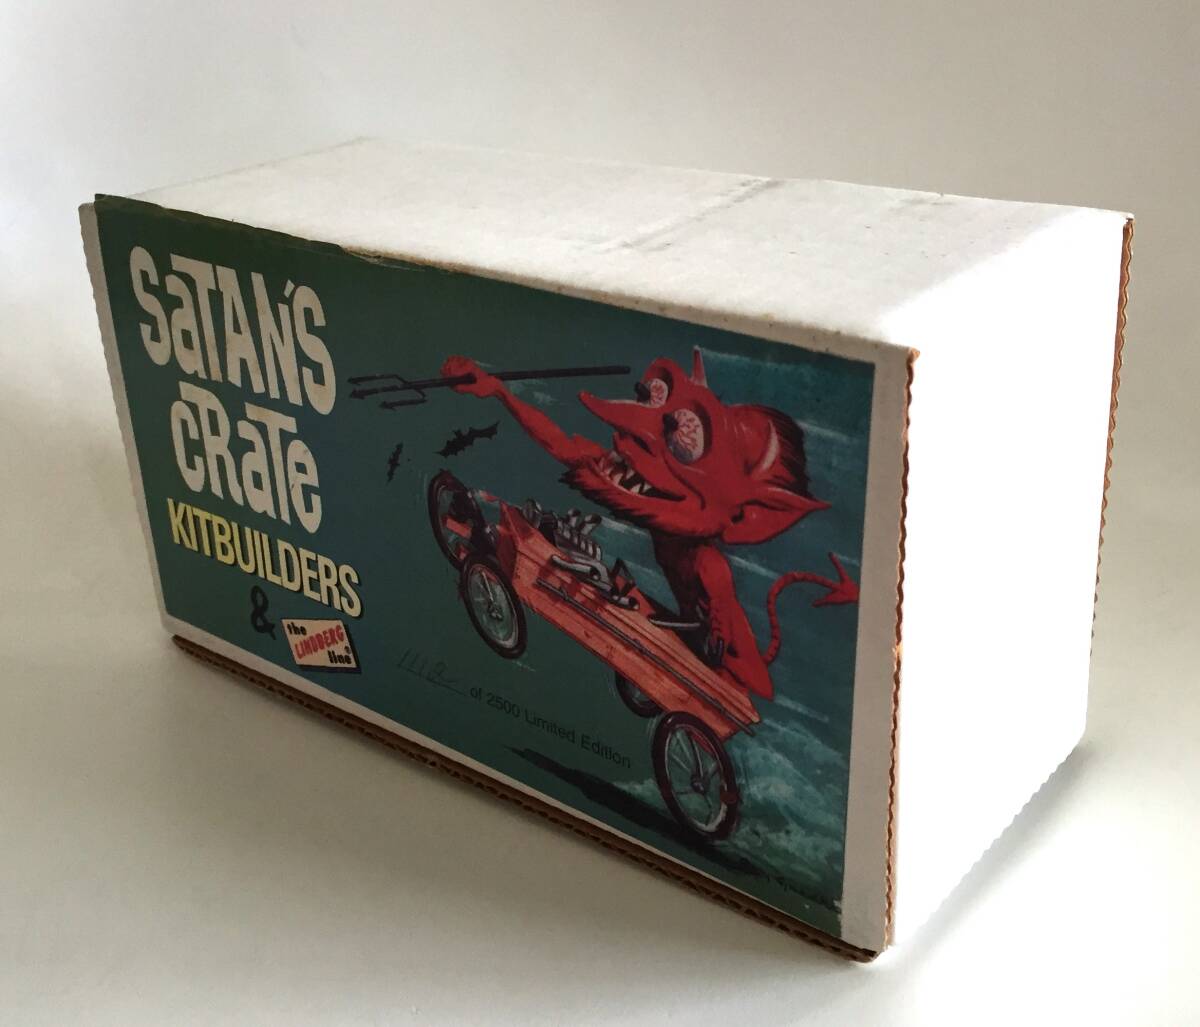 SATAN'S
CRATE
KITBUILDERS
&
the
LINDBERG
line®
of 2500 Limited Edition